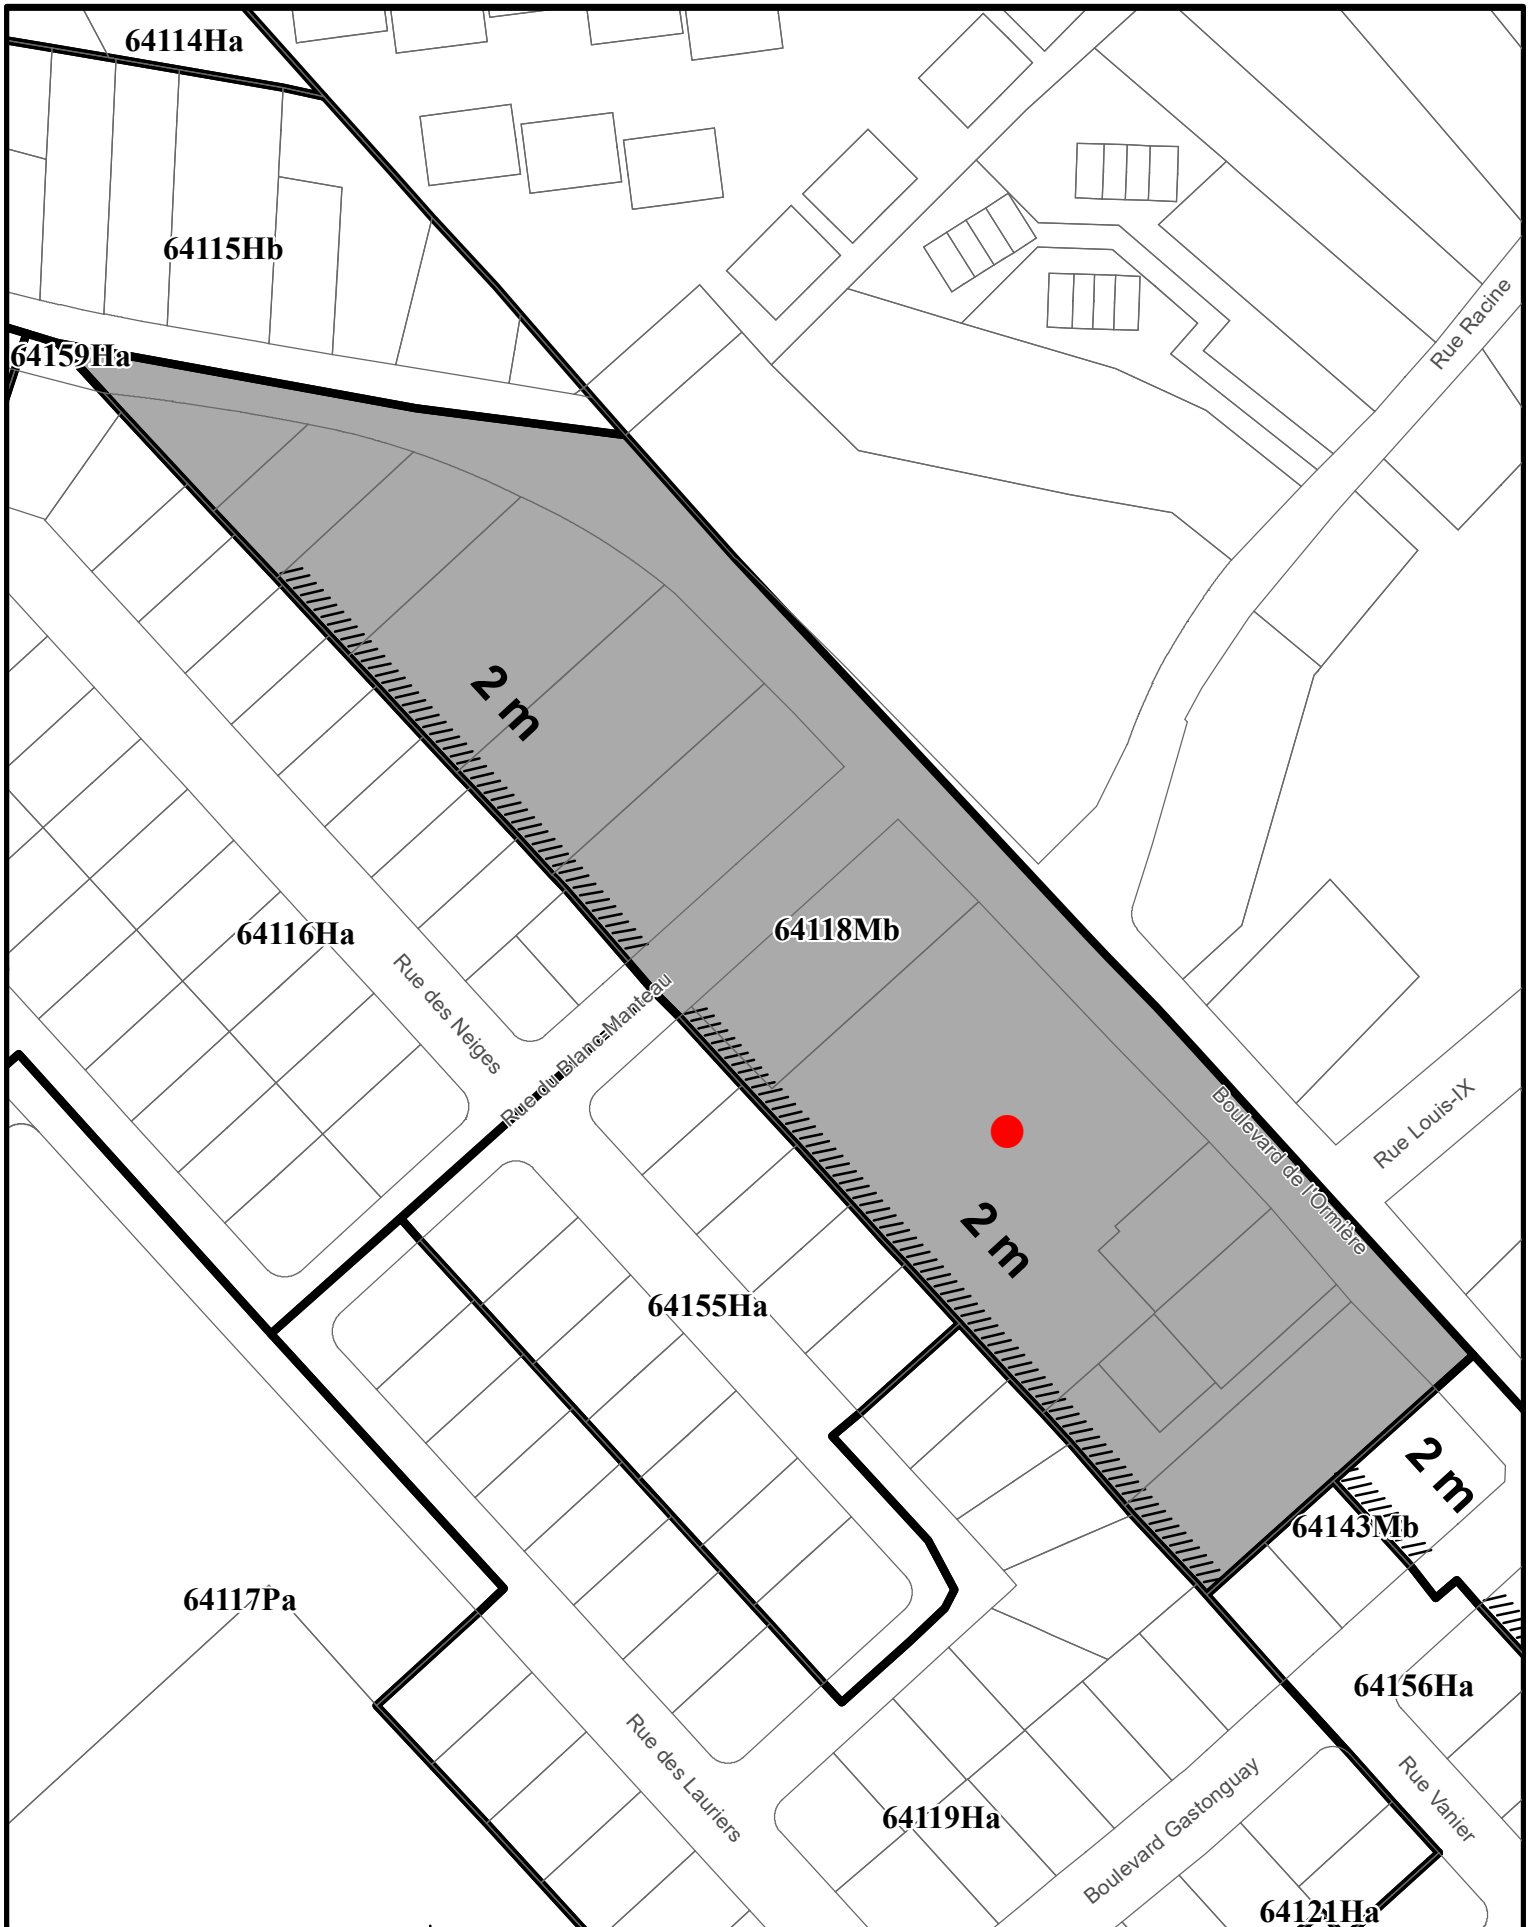 64114Ha
64115Hb
Rue Racine
64159Ha
2 m
64118Mb
64116Ha
Rue des Neiges
Rue du Blanc-Manteau
Boulevard de l'Ormière
Rue Louis-IX
2 m
64155Ha
2 m
64143Mb
64117Pa
64156Ha
Rue des Lauriers
Rue Vanier
64119Ha
Boulevard Gastonguay
64121Ha